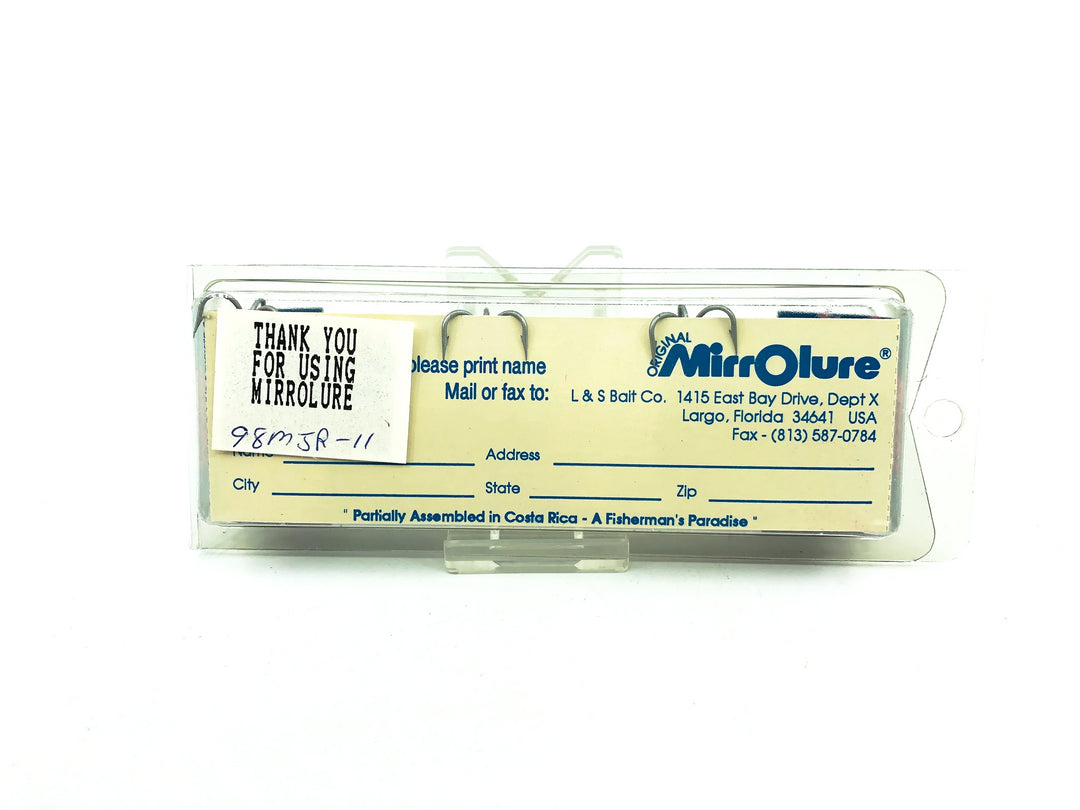 THANK YOU
FOR USING
MIRROLURE
98MJR-11
please print name
Mail or fax to:
ORIGINAL MirrOlure®
L & S Bait Co. 1415 East Bay Drive, Dept X
Largo, Florida 34641 USA
Fax - (813) 587-0784
Name Address
City State Zip
" Partially Assembled in Costa Rica - A Fisherman's Paradise "